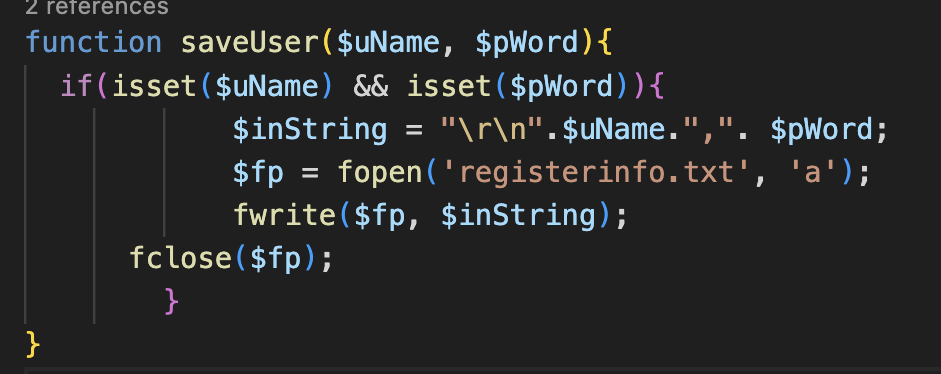 2 references
function saveUser($uName, $pWord){
if(isset($uName) && isset($pWord)){
$inString = "\r\n".$uName.",". $pWord;
$fp = fopen('registerinfo.txt', 'a');
fwrite($fp, $inString);
fclose($fp);
}
}